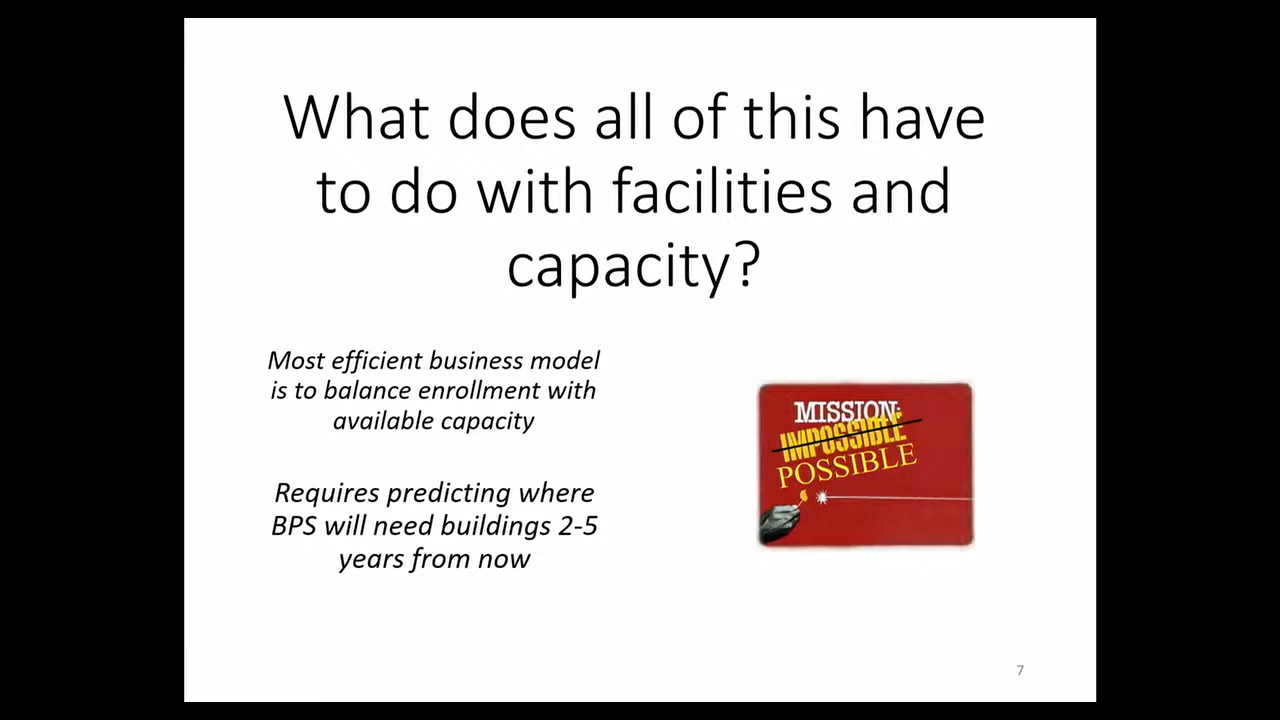 What does all of this have
to do with facilities and
capacity?
Most efficient business model
is to balance enrollment with
available capacity
Requires predicting where
BPS will need buildings 2-5
years from now
MISSION:
IMPOSSIBLE
POSSIBLE
7